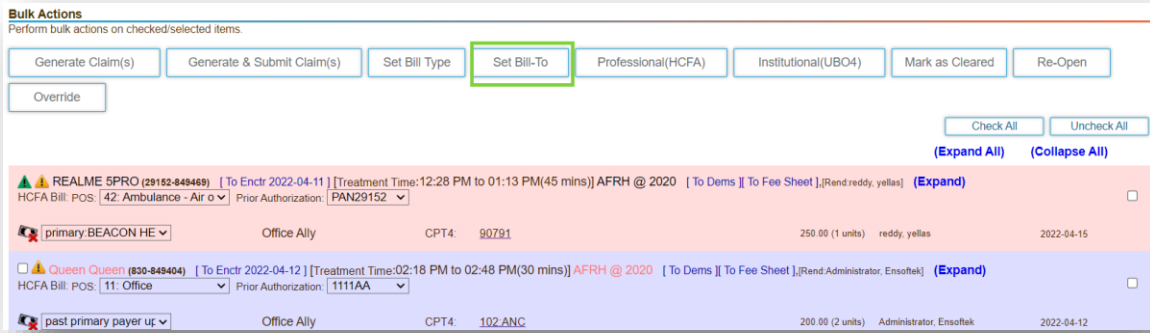 Bulk Actions
Perform bulk actions on checked/selected items.
Generate Claim(s) Generate & Submit Claim(s) Set Bill Type Set Bill-To Professional(HCFA) Institutional(UBO4) Mark as Cleared Re-Open
Override
Check All Uncheck All
(Expand All) (Collapse All)
REALME 5PRO (29152-849469) [ To Enctr 2022-04-11 ] [Treatment Time:12:28 PM to 01:13 PM(45 mins)] AFRH @ 2020 [ To Dems ][ To Fee Sheet ],[Rend:reddy, yellas] (Expand)
HCFA Bill: POS: 42: Ambulance - Air o Prior Authorization: PAN29152
primary:BEACON HE Office Ally CPT4: 90791 250.00 (1 units) reddy, yellas 2022-04-15
Queen Queen (830-849404) [ To Enctr 2022-04-12 ] [Treatment Time:02:18 PM to 02:48 PM(30 mins)] AFRH @ 2020 [ To Dems ][ To Fee Sheet ],[Rend:Administrator, Ensoftek] (Expand)
HCFA Bill: POS: 11: Office Prior Authorization: 1111AA
past primary payer up Office Ally CPT4: 102:ANC 200.00 (2 units) Administrator, Ensoftek 2022-04-12